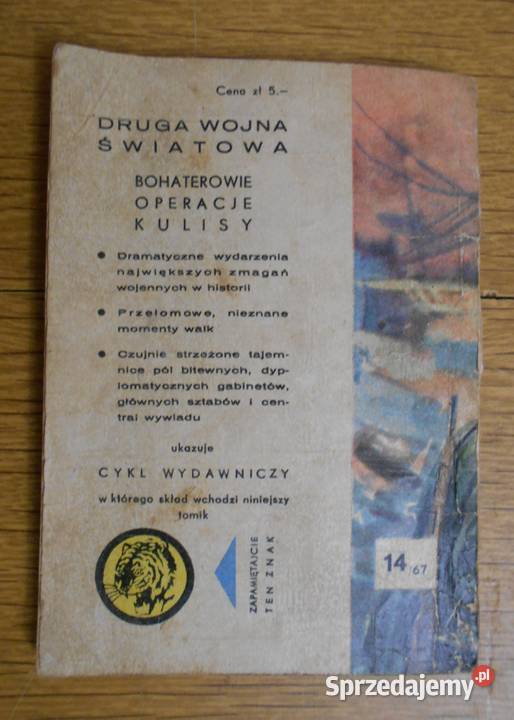 Cena zł 5.–
DRUGA WOJNA
ŚWIATOWA
BOHATEROWIE
OPERACJE
KULISY
● Dramatyczne wydarzenia
największych zmagań
wojennych w historii
● Przełomowe, nieznane
momenty walk
● Czujnie strzeżone tajem-
nice pól bitewnych, dyp-
lomatycznych gabinetów,
głównych sztabów i cen-
tral wywiadu
ukazuje
CYKL WYDAWNICZY
w którego skład wchodzi niniejszy
tomik
ZAPAMIĘTAJCIE
TEN ZNAK
14/67
Sprzedajemy.pl